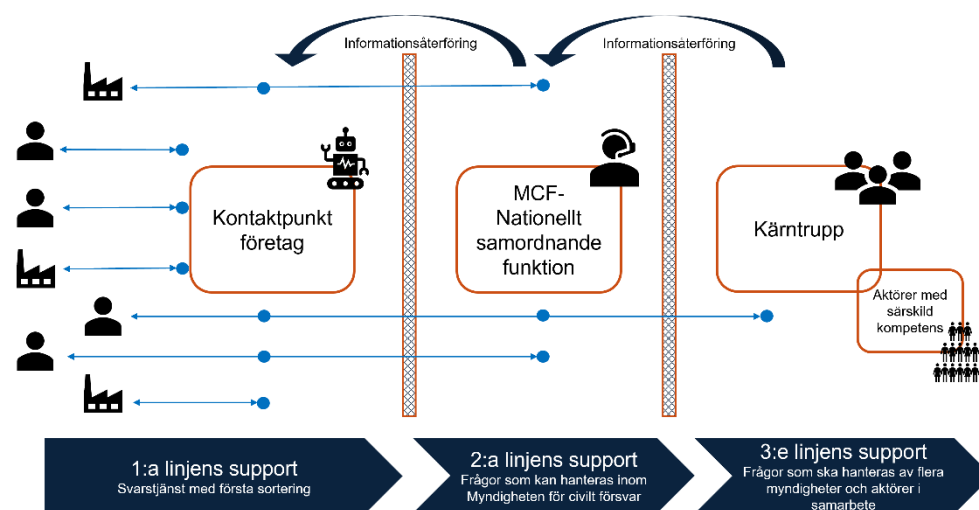 Informationsåterföring
Informationsåterföring
Kontaktpunkt
företag
MCF-
Nationellt
samordnande
funktion
Kärntrupp
Aktörer med
särskild
kompetens
1:a linjens support
Svarstjänst med första sortering
2:a linjens support
Frågor som kan hanteras inom
Myndigheten för civilt försvar
3:e linjens support
Frågor som ska hanteras av flera
myndigheter och aktörer i
samarbete